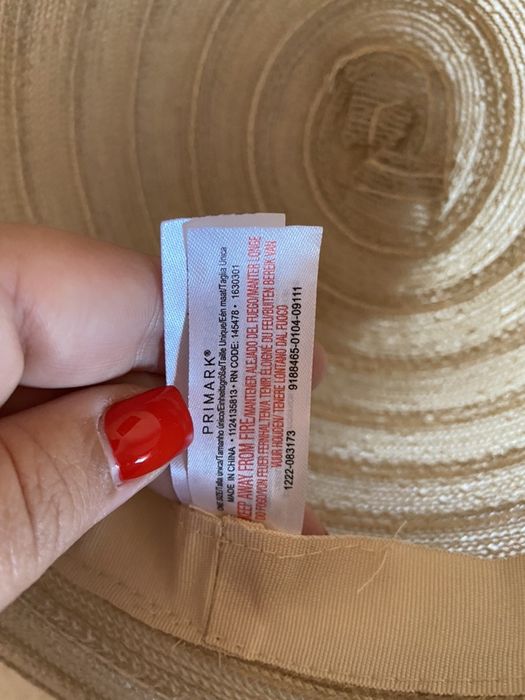 PRIMARK®
ONE SIZE/Talla única/Tamanho único/Einheitsgröße/Taille Unique/Eén maat/Taglia Unica
MADE IN CHINA • 1124135813 • RN CODE: 145478 • 1630301
KEEP AWAY FROM FIRE/MANTENER ALEJADO DEL FUEGO/MANTER LONGE
DO FOGO/VON FEUER FERNHALTEN/A TENIR ÉLOIGNÉ DU FEU/BUITEN BEREIK VAN
VUUR HOUDEN/ TENERE LONTANO DAL FUOCO
1222-083173 9188465-0104-09111